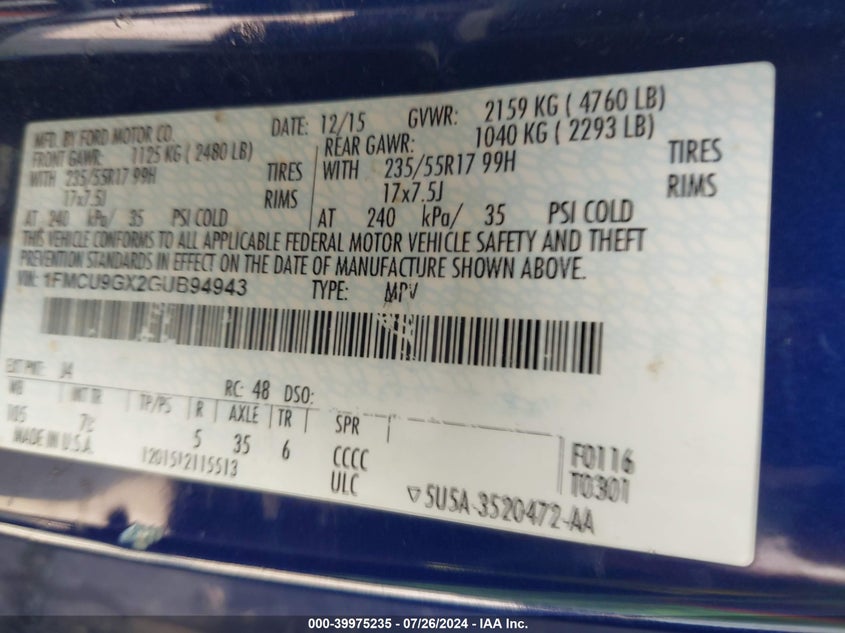 MFD. BY FORD MOTOR CO. DATE: 12/15 GVWR: 2159 KG ( 4760 LB)
FRONT GAWR: 1125 KG ( 2480 LB) REAR GAWR: 1040 KG ( 2293 LB)
WITH 235/55R17 99H TIRES WITH 235/55R17 99H TIRES
17x7.5J RIMS 17x7.5J RIMS
AT 240 kPa/ 35 PSI COLD AT 240 kPa/ 35 PSI COLD
THIS VEHICLE CONFORMS TO ALL APPLICABLE FEDERAL MOTOR VEHICLE SAFETY AND THEFT
PREVENTION STANDARDS IN EFFECT ON THE DATE OF MANUFACTURE SHOWN ABOVE.
VIN: 1FMCU9GX2GUB94943 TYPE: MPV
EXT PNT: J4 RC: 48 DSO:
WB INT TR TP/PS R AXLE TR SPR
105 5 35 6 CCCC F0116
MADE IN U.S.A. ULC T0301
5U5A-3520472-AA
000-39975235 - 07/26/2024 - IAA Inc.